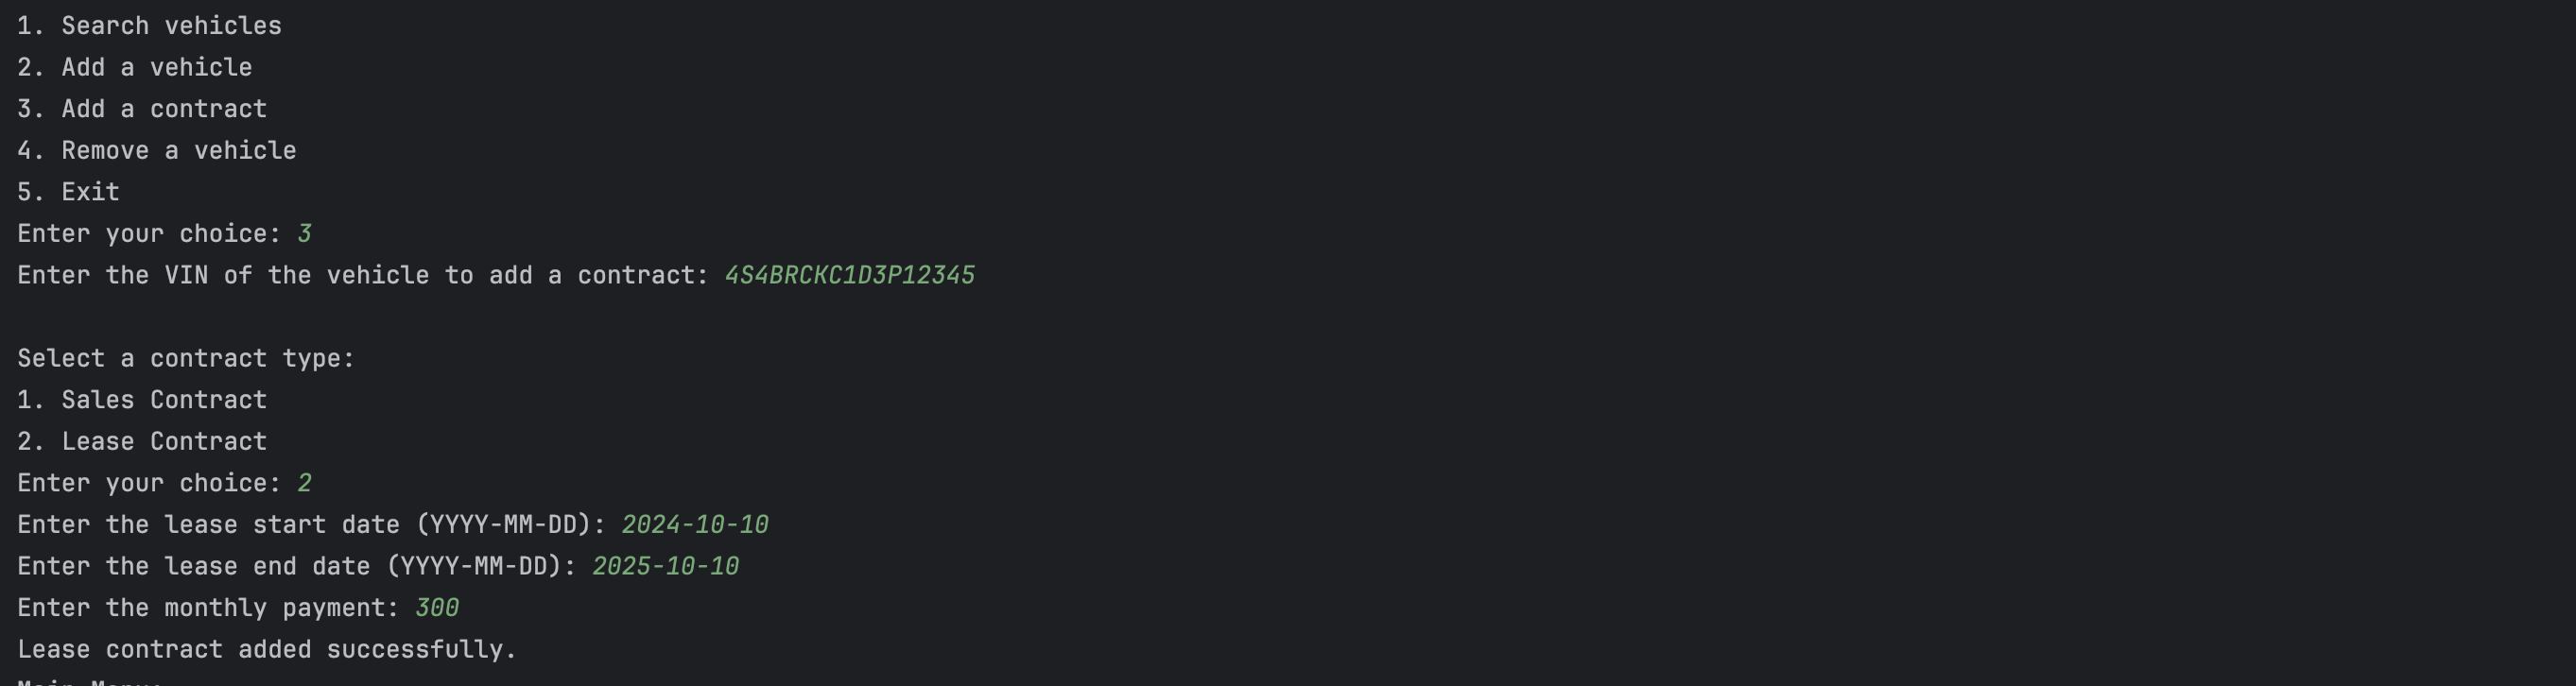 1. Search vehicles
2. Add a vehicle
3. Add a contract
4. Remove a vehicle
5. Exit
Enter your choice: 3
Enter the VIN of the vehicle to add a contract: 4S4BRCKC1D3P12345
Select a contract type:
1. Sales Contract
2. Lease Contract
Enter your choice: 2
Enter the lease start date (YYYY-MM-DD): 2024-10-10
Enter the lease end date (YYYY-MM-DD): 2025-10-10
Enter the monthly payment: 300
Lease contract added successfully.